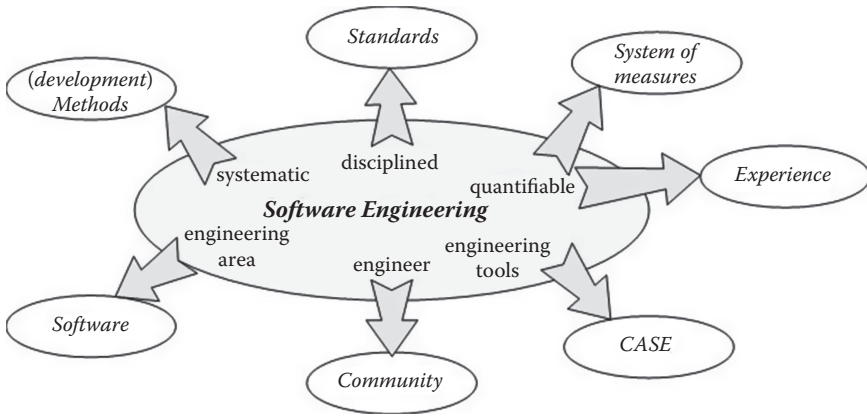 Standards
System of
measures
(development)
Methods
systematic
disciplined
quantifiable
Experience
Software Engineering
engineering
area
engineer
engineering
tools
Software
Community
CASE